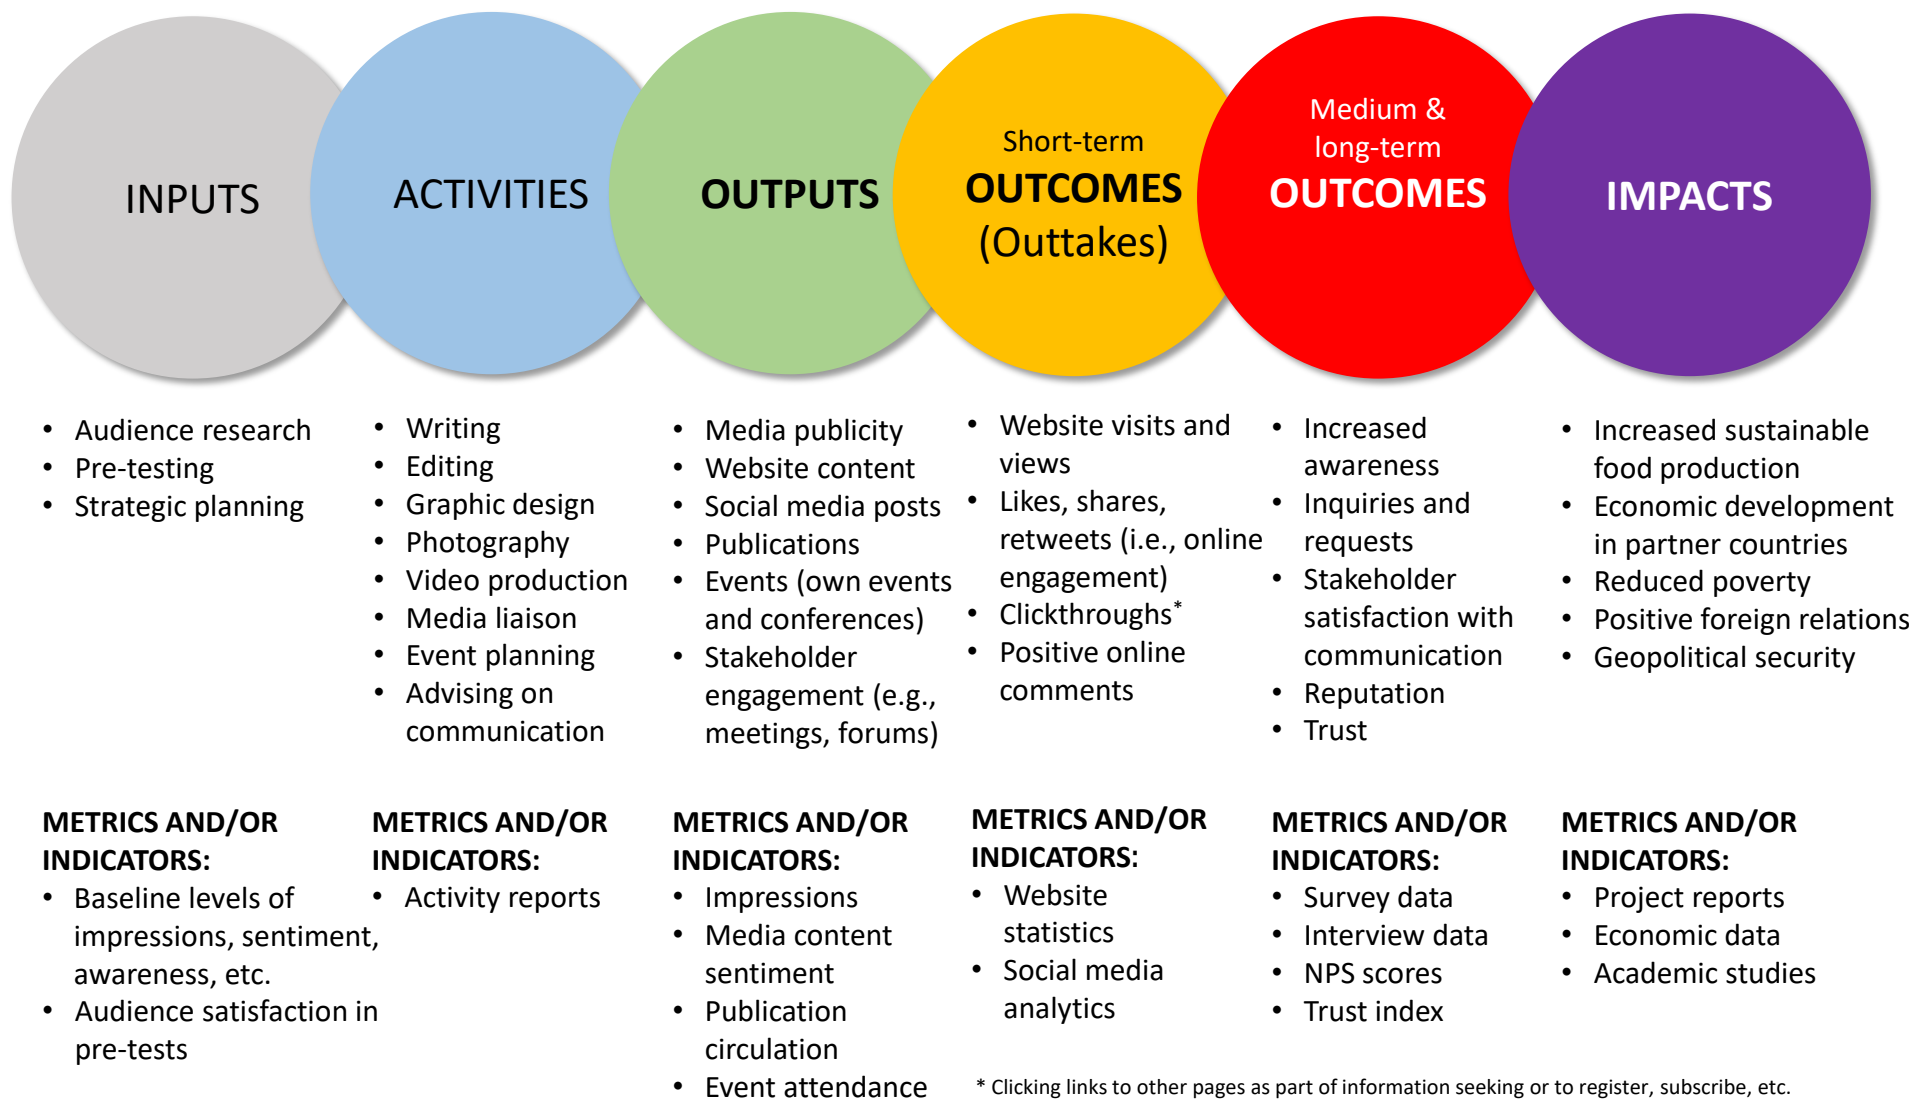 INPUTS
ACTIVITIES
OUTPUTS
Short-term
OUTCOMES
(Outtakes)
Medium &
long-term
OUTCOMES
IMPACTS
• Audience research
• Pre-testing
• Strategic planning
• Writing
• Editing
• Graphic design
• Photography
• Video production
• Media liaison
• Event planning
• Advising on
communication
• Media publicity
• Website content
• Social media posts
• Publications
• Events (own events
and conferences)
• Stakeholder
engagement (e.g.,
meetings, forums)
• Website visits and
views
• Likes, shares,
retweets (i.e., online
engagement)
• Clickthroughs*
• Positive online
comments
• Increased
awareness
• Inquiries and
requests
• Stakeholder
satisfaction with
communication
• Reputation
• Trust
• Increased sustainable
food production
• Economic development
in partner countries
• Reduced poverty
• Positive foreign relations
• Geopolitical security
METRICS AND/OR
INDICATORS:
• Baseline levels of
impressions, sentiment,
awareness, etc.
• Audience satisfaction in
pre-tests
METRICS AND/OR
INDICATORS:
• Activity reports
METRICS AND/OR
INDICATORS:
• Impressions
• Media content
sentiment
• Publication
circulation
• Event attendance
METRICS AND/OR
INDICATORS:
• Website
statistics
• Social media
analytics
METRICS AND/OR
INDICATORS:
• Survey data
• Interview data
• NPS scores
• Trust index
METRICS AND/OR
INDICATORS:
• Project reports
• Economic data
• Academic studies
* Clicking links to other pages as part of information seeking or to register, subscribe, etc.